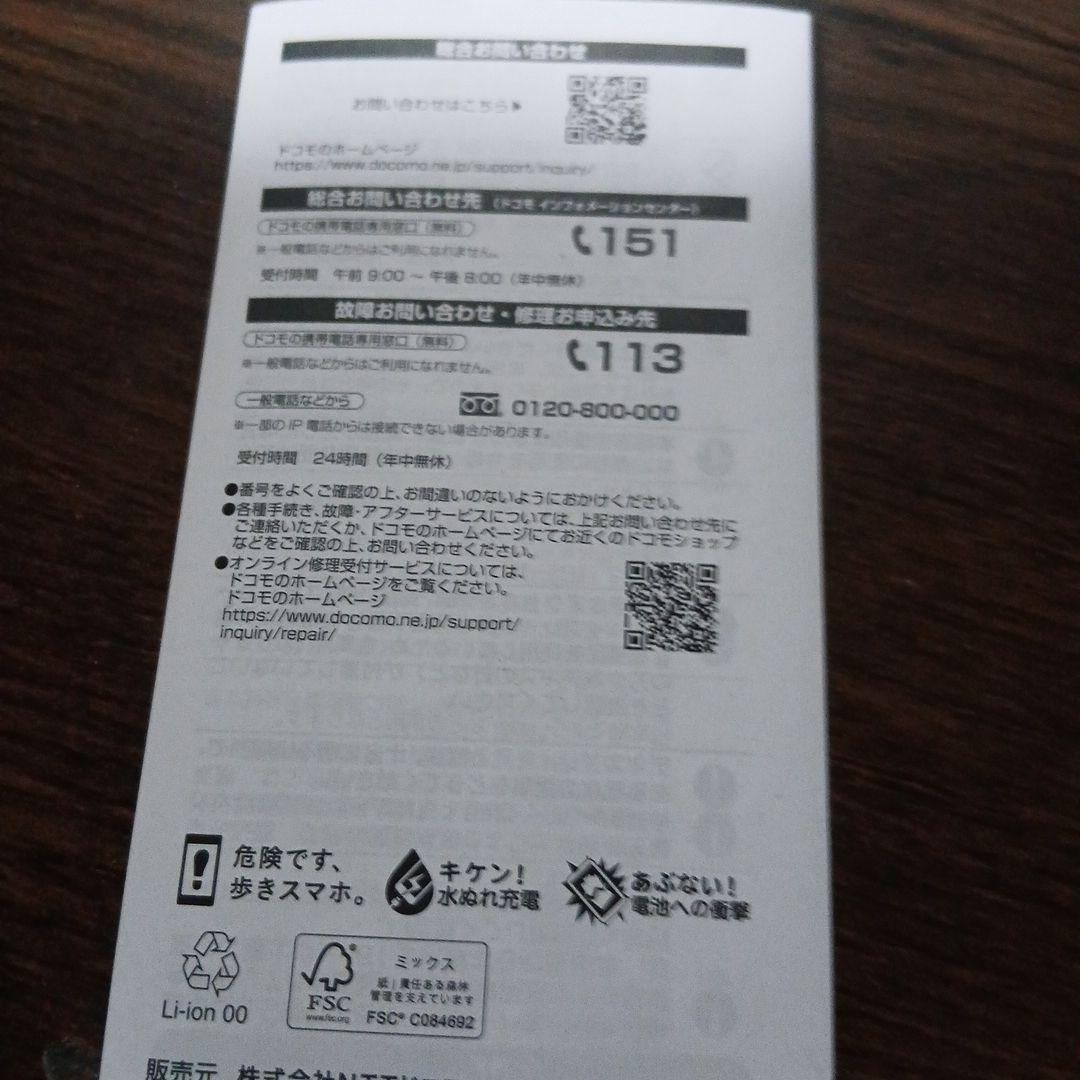 総合お問い合わせ
お問い合わせはこちら▶
ドコモのホームページ
https://www.docomo.ne.jp/support/inquiry/
総合お問い合わせ先〈ドコモ インフォメーションセンター〉
ドコモの携帯電話専用窓口（無料） 151
※一般電話などからはご利用になれません。
受付時間 午前 9:00 ～ 午後 8:00（年中無休）
故障お問い合わせ・修理お申込み先
ドコモの携帯電話専用窓口（無料） 113
※一般電話などからはご利用になれません。
一般電話などから 0120-800-000
※一部の IP 電話からは接続できない場合があります。
受付時間 24時間（年中無休）
●番号をよくご確認の上、お間違いのないようにおかけください。
●各種手続き、故障・アフターサービスについては、上記お問い合わせ先に
ご連絡いただくか、ドコモのホームページにてお近くのドコモショップ
などをご確認の上、お問い合わせください。
●オンライン修理受付サービスについては、
ドコモのホームページをご覧ください。
ドコモのホームページ
https://www.docomo.ne.jp/support/
inquiry/repair/
危険です、
歩きスマホ。
キケン！
水ぬれ充電
あぶない！
電池への衝撃
Li-ion 00
FSC
www.fsc.org
ミックス
紙｜責任ある森林
管理を支えています
FSC® C084692
販売元 株式会社NTT